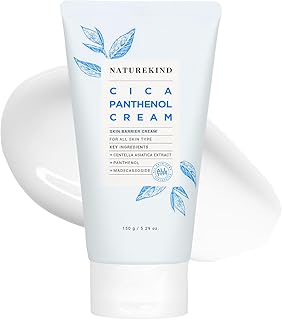 NATUREKIND
CICA
PANTHENOL
CREAM
SKIN BARRIER CREAM
FOR ALL SKIN TYPE
KEY INGREDIENTS
+ CENTELLA ASIATICA EXTRACT
+ PANTHENOL
+ MADECASSOSIDE
150 g / 5.29 oz.